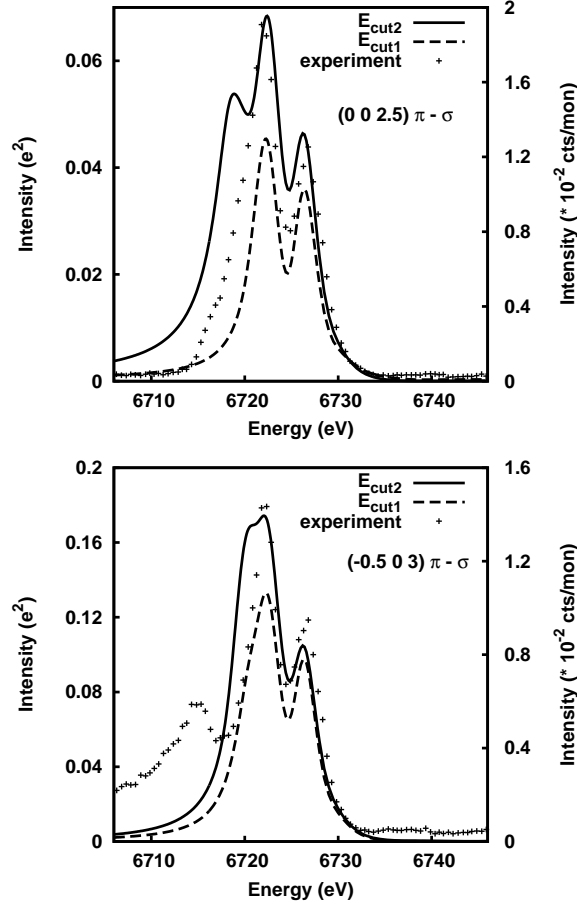 E_cut2
E_cut1
experiment
(0 0 2.5) π - σ
Intensity (e²)
0.06
0.04
0.02
0
2
1.6
1.2
0.8
0.4
0
Intensity (* 10⁻² cts/mon)
6710 6720 6730 6740
Energy (eV)
E_cut2
E_cut1
experiment
(-0.5 0 3) π - σ
Intensity (e²)
0.2
0.16
0.12
0.08
0.04
0
1.6
1.2
0.8
0.4
0
Intensity (* 10⁻² cts/mon)
6710 6720 6730 6740
Energy (eV)